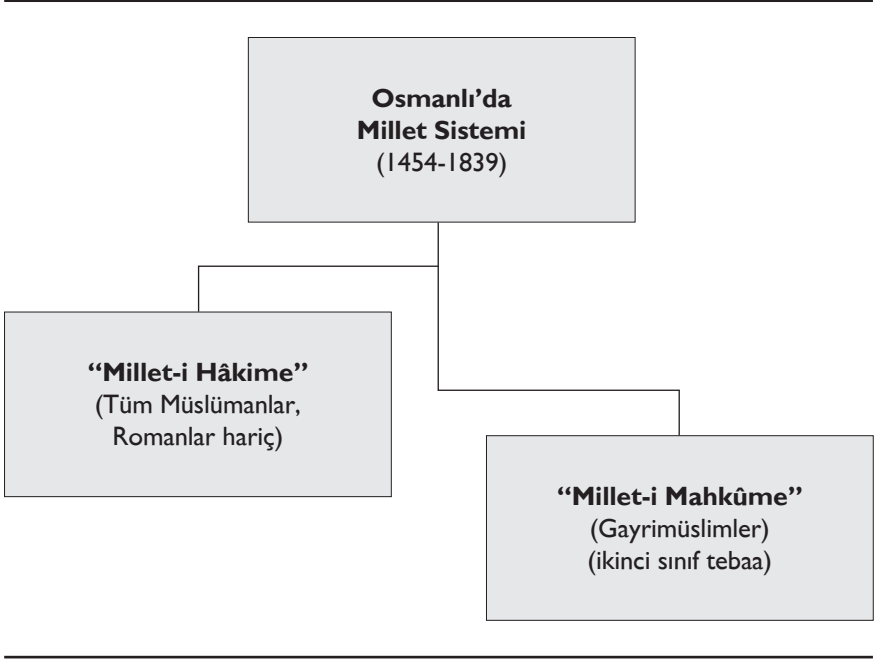 Osmanlı’da
Millet Sistemi
(1454-1839)
“Millet-i Hâkime”
(Tüm Müslümanlar,
Romanlar hariç)
“Millet-i Mahkûme”
(Gayrimüslimler)
(ikinci sınıf tebaa)